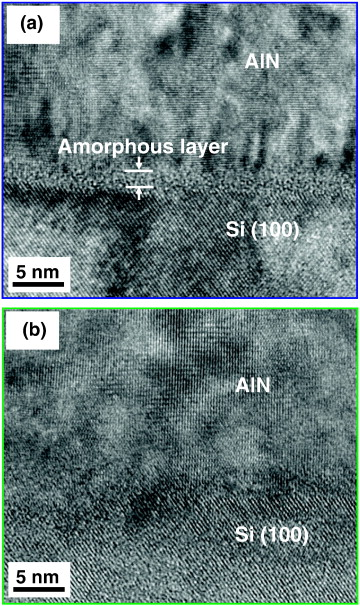 (a)
AlN
Amorphous layer
Si (100)
5 nm
(b)
AlN
Si (100)
5 nm